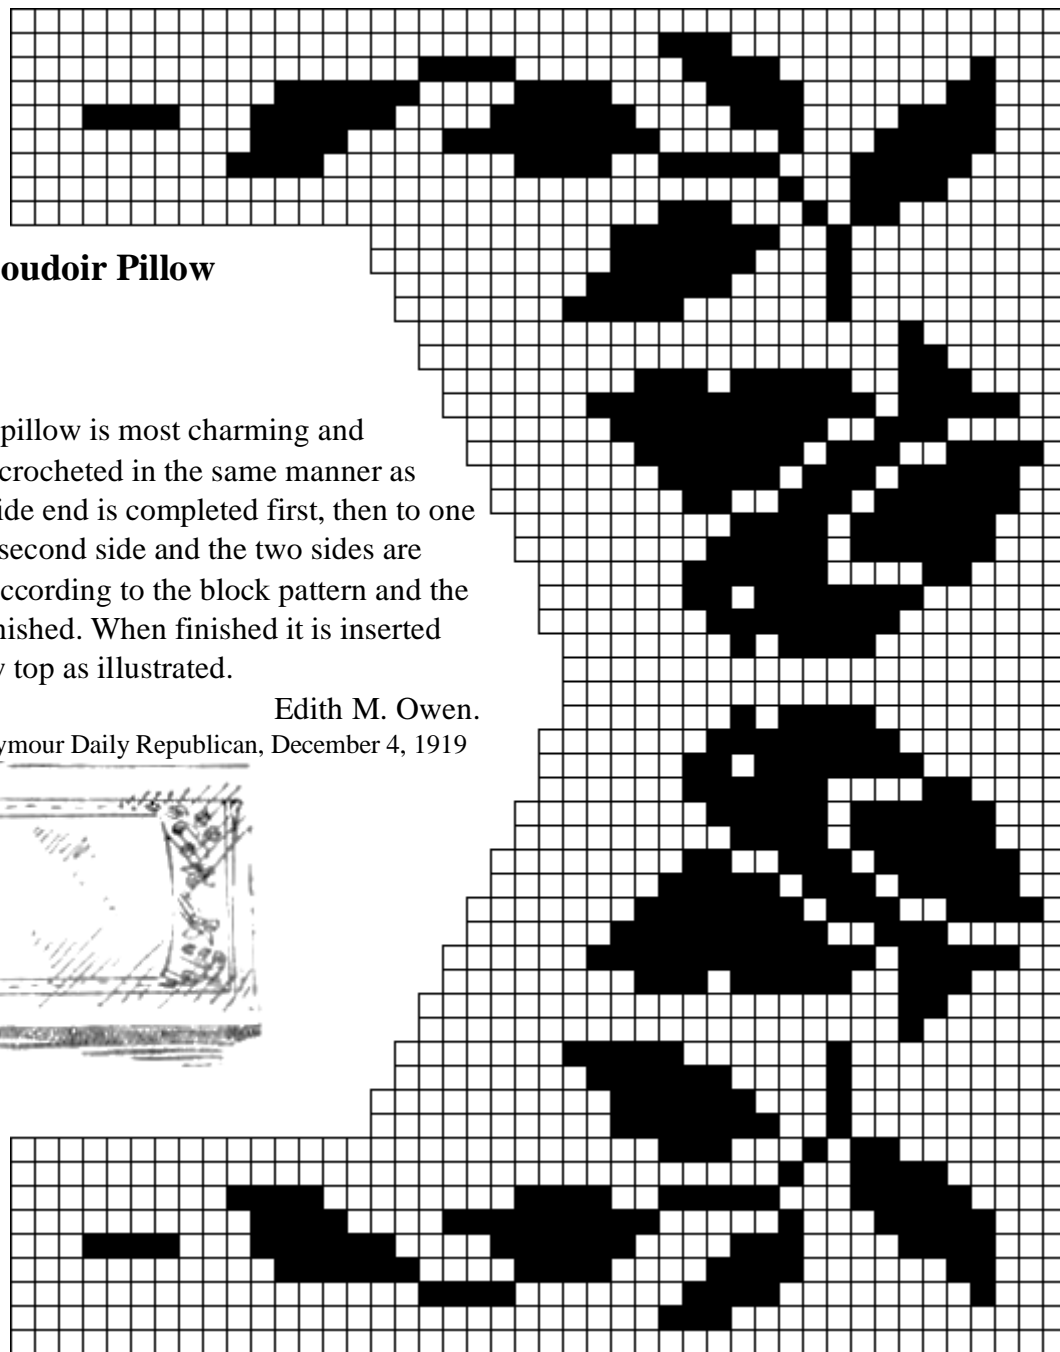 oudoir Pillow
pillow is most charming and
crocheted in the same manner as
ide end is completed first, then to one
second side and the two sides are
ccording to the block pattern and the
nished. When finished it is inserted
top as illustrated.
Edith M. Owen.
ymour Daily Republican, December 4, 1919